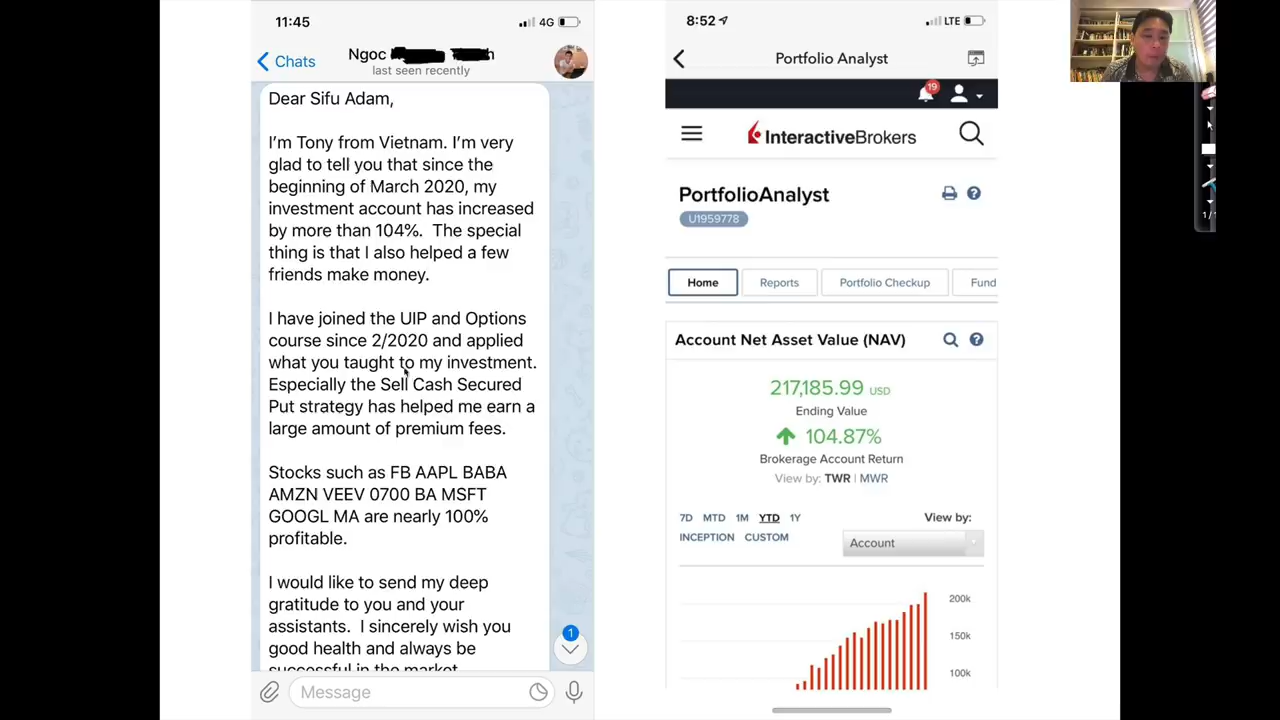 11:45
4G
Chats
Ngoc
h
last seen recently
Dear Sifu Adam,
I'm Tony from Vietnam. I'm very
glad to tell you that since the
beginning of March 2020, my
investment account has increased
by more than 104%.  The special
thing is that I also helped a few
friends make money.
I have joined the UIP and Options
course since 2/2020 and applied
what you taught to my investment.
Especially the Sell Cash Secured
Put strategy has helped me earn a
large amount of premium fees.
Stocks such as FB AAPL BABA
AMZN VEEV 0700 BA MSFT
GOOGL MA are nearly 100%
profitable.
I would like to send my deep
gratitude to you and your
assistants.  I sincerely wish you
good health and always be
successful in the market
1
Message
8:52
LTE
Portfolio Analyst
19
InteractiveBrokers
PortfolioAnalyst
U1959778
Home
Reports
Portfolio Checkup
Fund
Account Net Asset Value (NAV)
217,185.99 USD
Ending Value
104.87%
Brokerage Account Return
View by: TWR | MWR
7D MTD 1M YTD 1Y
INCEPTION CUSTOM
View by:
Account
200k
150k
100k
1/